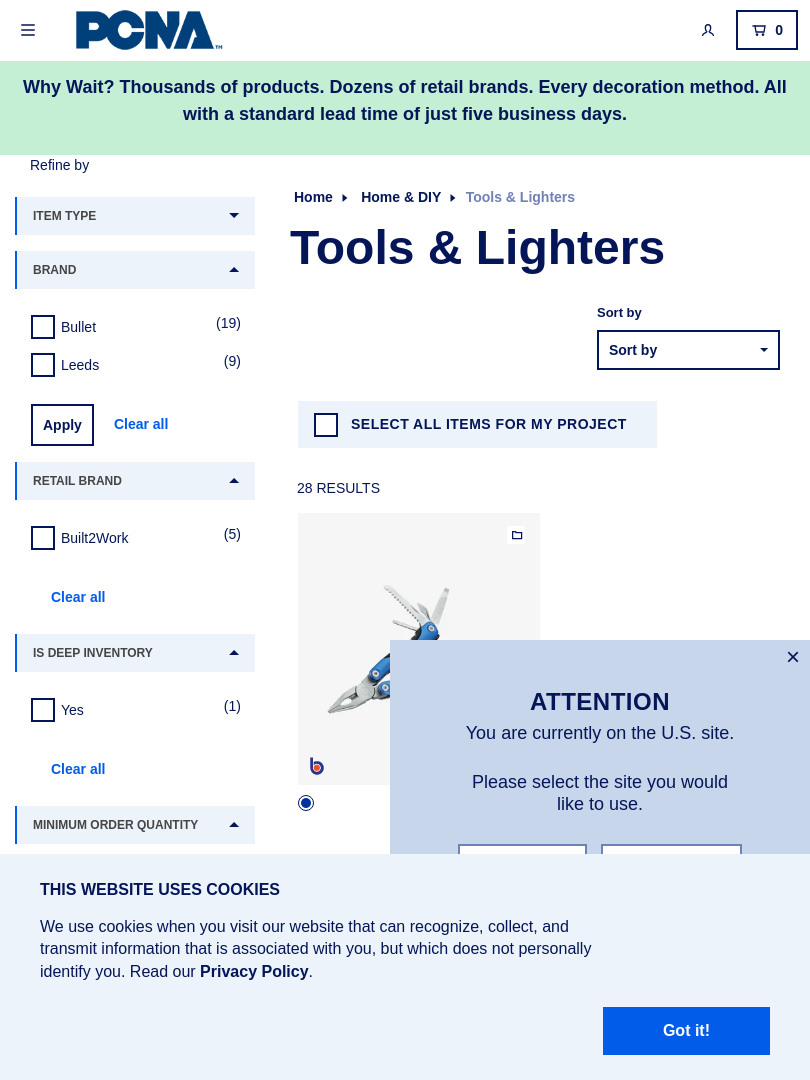 PCNA™
0
Why Wait? Thousands of products. Dozens of retail brands. Every decoration method. All
with a standard lead time of just five business days.
Refine by
ITEM TYPE
BRAND
Bullet (19)
Leeds (9)
Apply Clear all
RETAIL BRAND
Built2Work (5)
Clear all
IS DEEP INVENTORY
Yes (1)
Clear all
MINIMUM ORDER QUANTITY
Home Home & DIY Tools & Lighters
Tools & Lighters
Sort by
Sort by
SELECT ALL ITEMS FOR MY PROJECT
28 RESULTS
b
ATTENTION
You are currently on the U.S. site.
Please select the site you would
like to use.
THIS WEBSITE USES COOKIES
We use cookies when you visit our website that can recognize, collect, and
transmit information that is associated with you, but which does not personally
identify you. Read our Privacy Policy.
Got it!